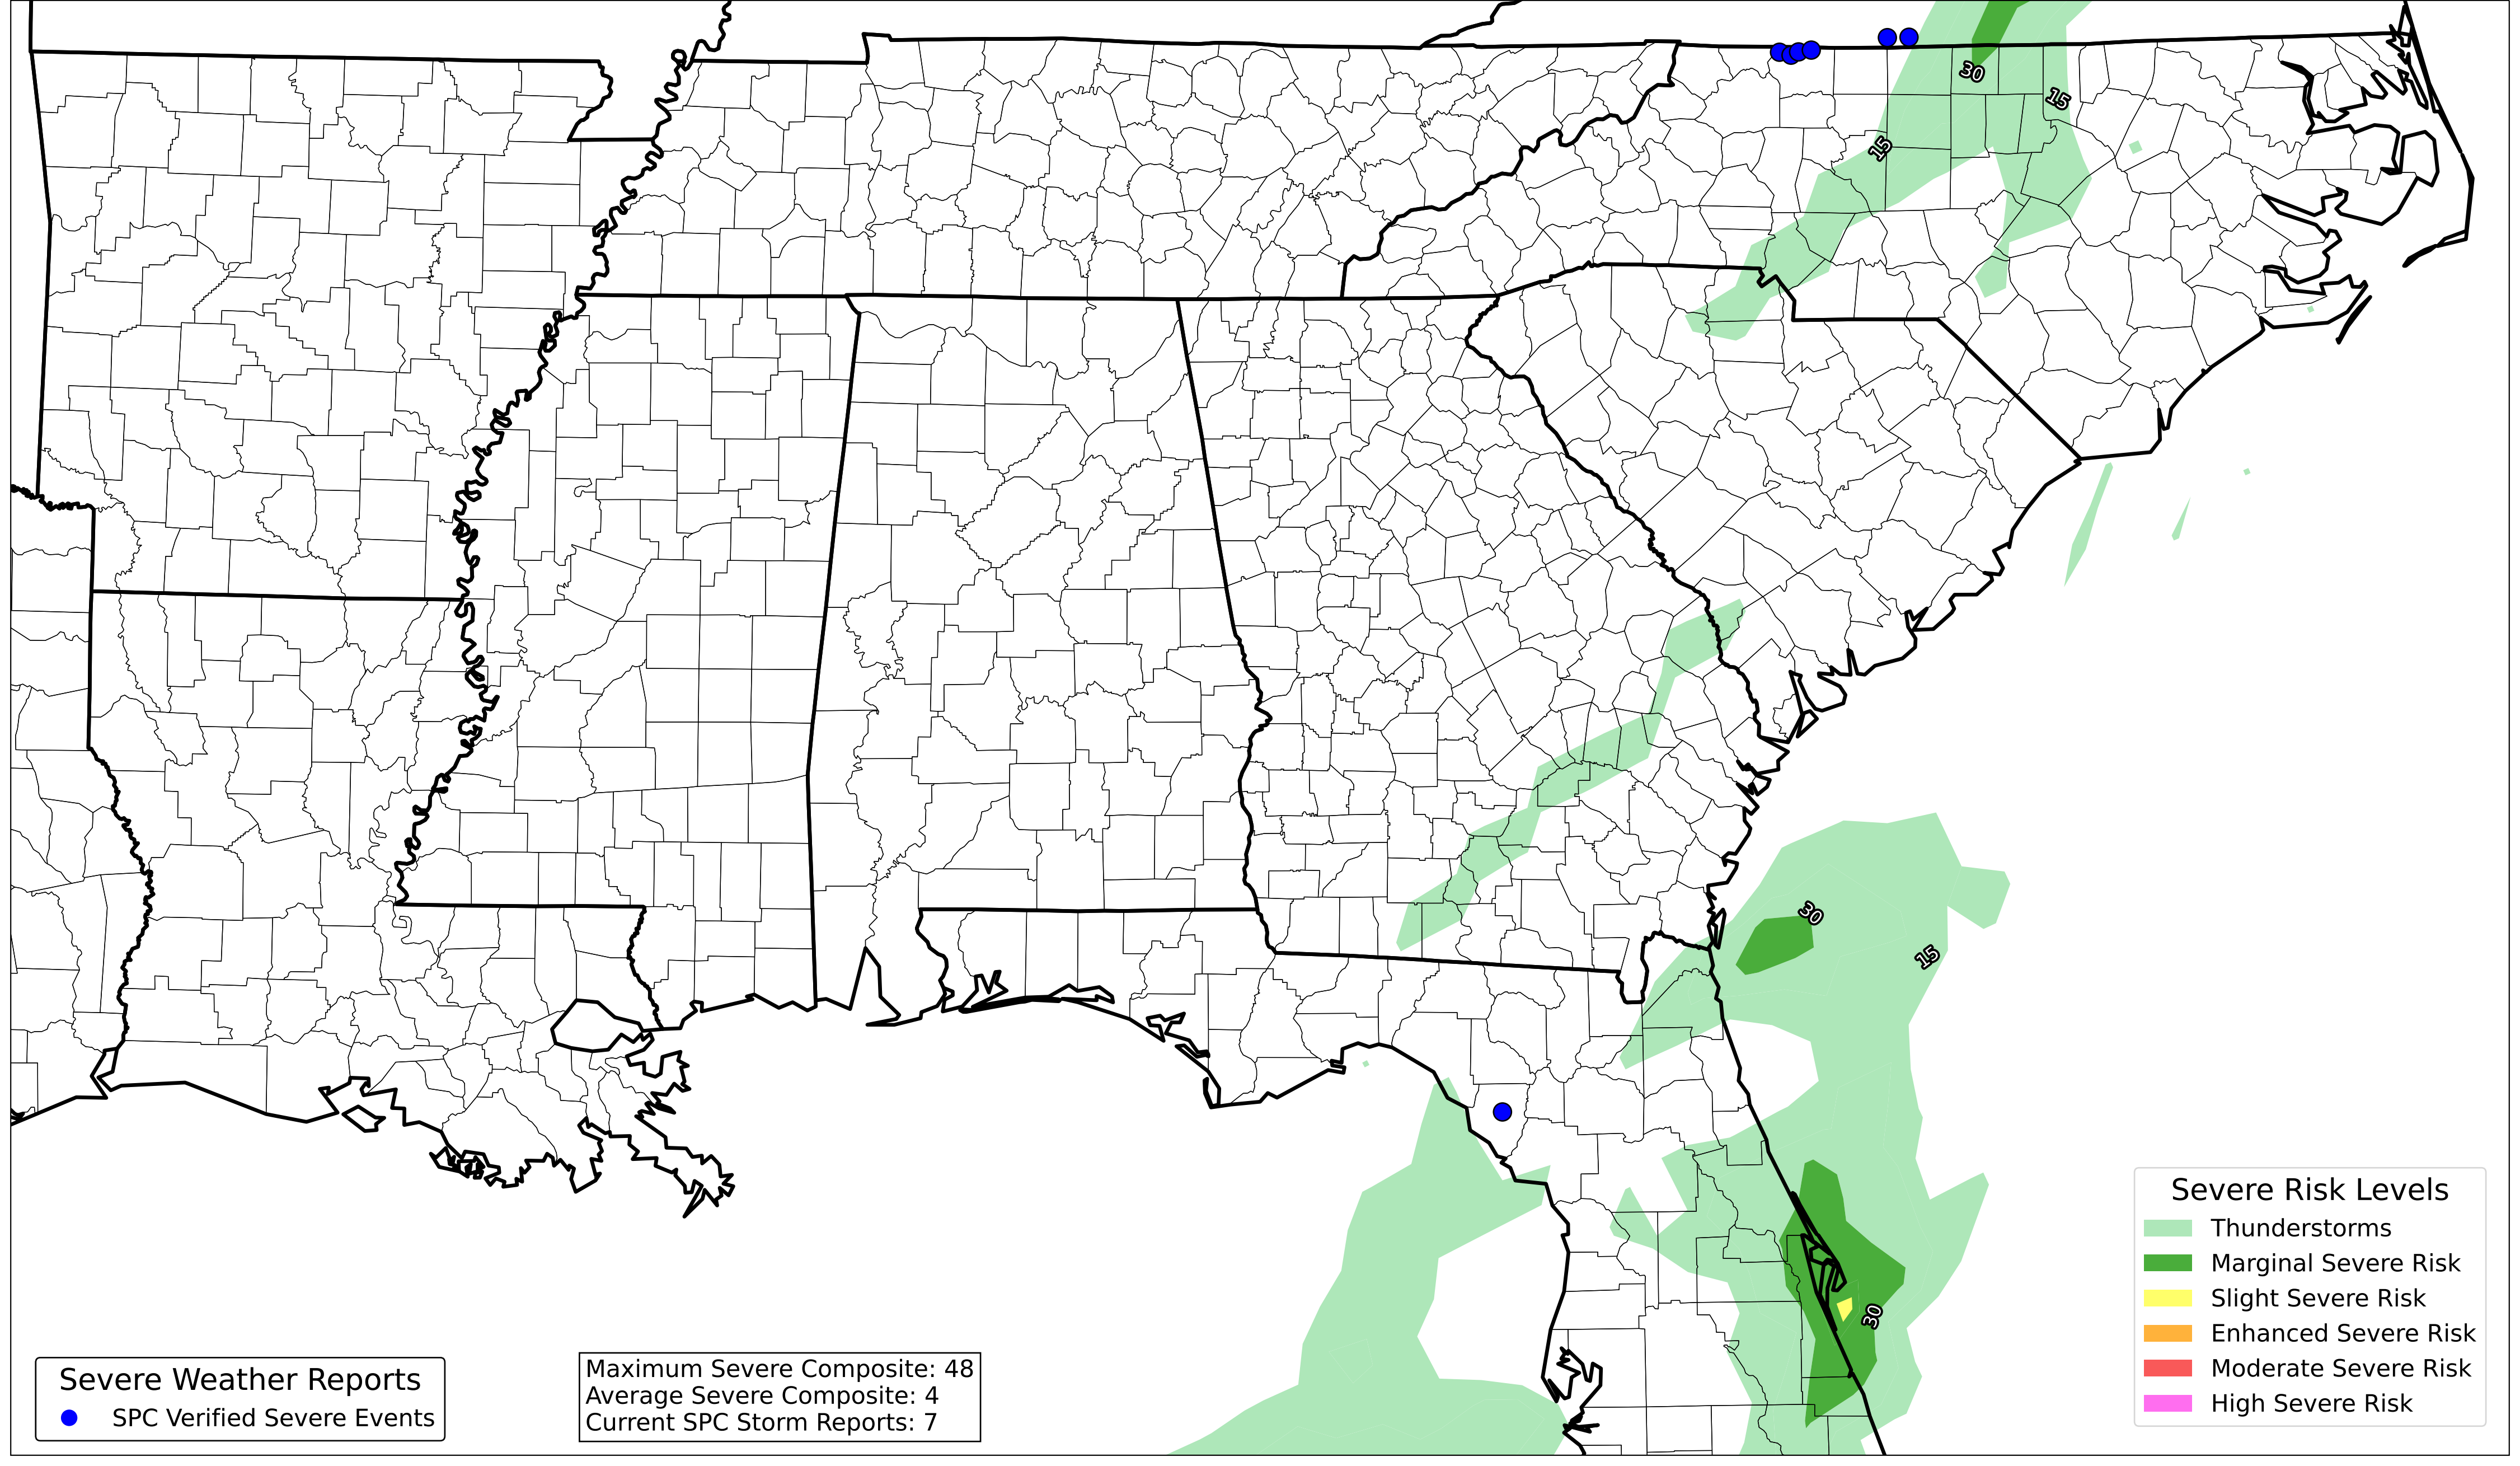 30
15
15
30
15
30
Severe Risk Levels
Thunderstorms
Marginal Severe Risk
Slight Severe Risk
Enhanced Severe Risk
Moderate Severe Risk
High Severe Risk
Severe Weather Reports
SPC Verified Severe Events
Maximum Severe Composite: 48
Average Severe Composite: 4
Current SPC Storm Reports: 7